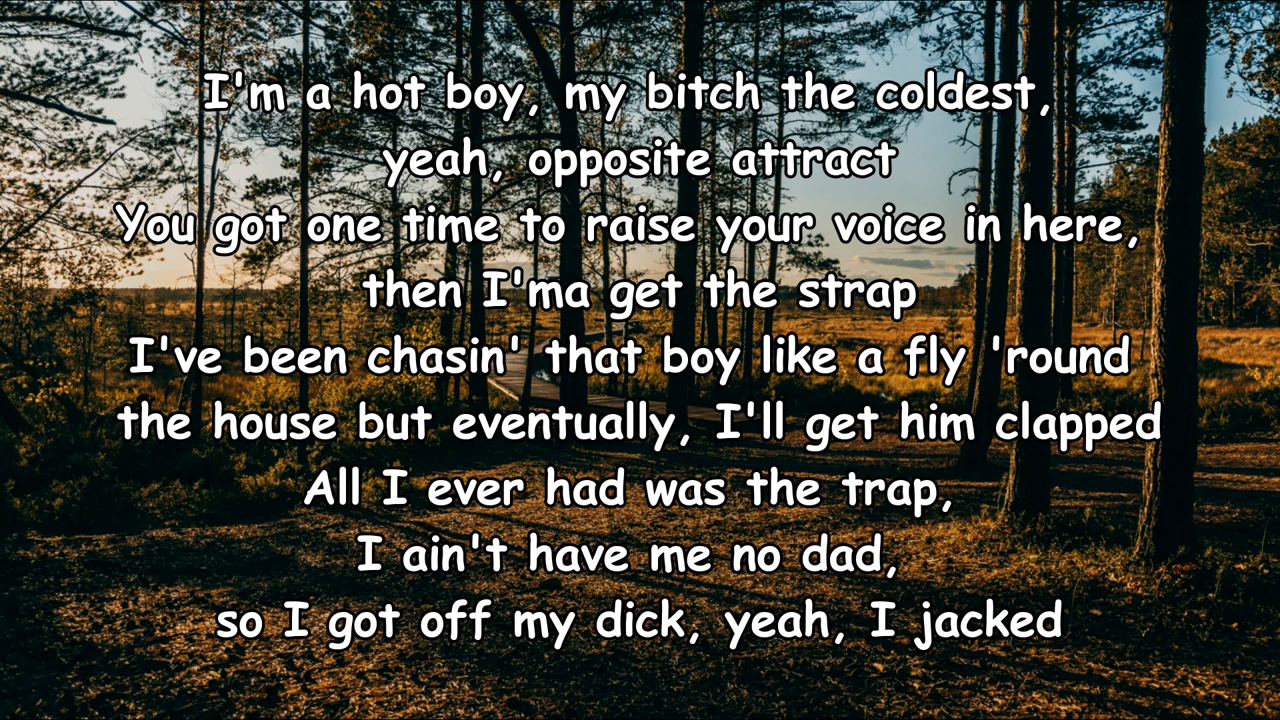 I'm a hot boy, my bitch the coldest,
yeah, opposite attract
You got one time to raise your voice in here,
then I'ma get the strap
I've been chasin' that boy like a fly 'round
the house but eventually, I'll get him clapped
All I ever had was the trap,
I ain't have me no dad,
so I got off my dick, yeah, I jacked